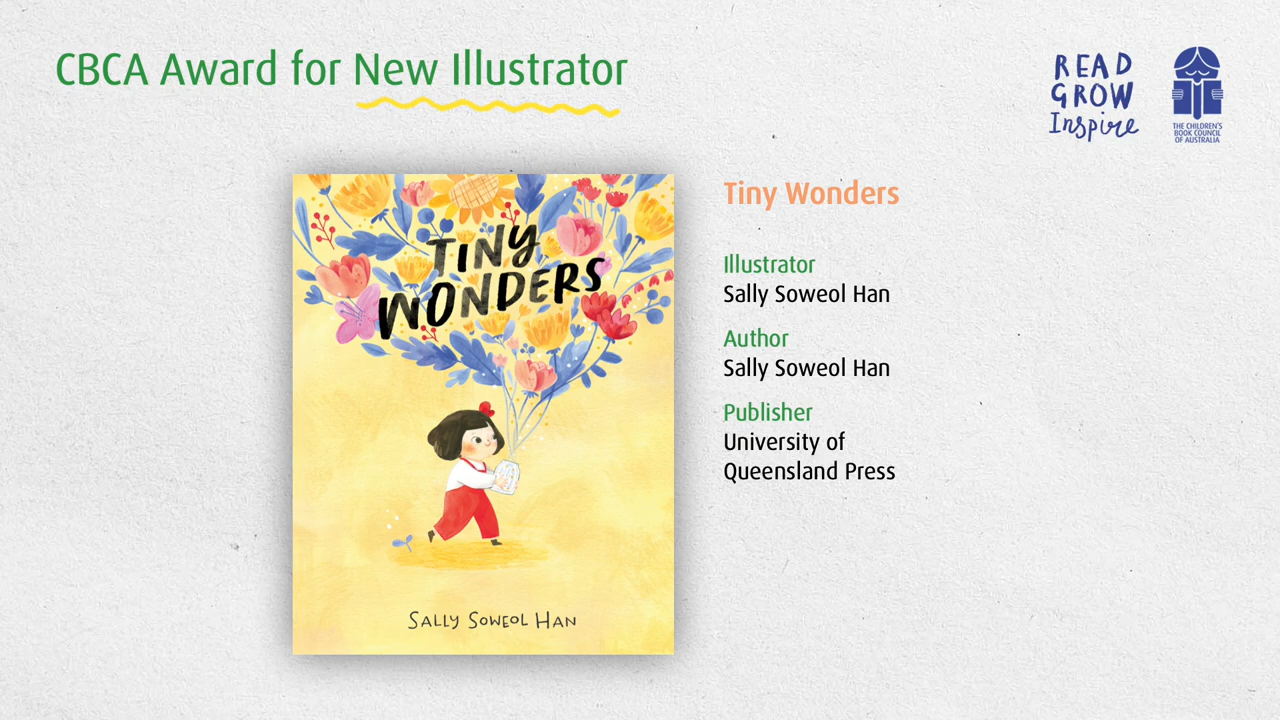 CBCA Award for New Illustrator
READ
GROW
Inspire
THE CHILDREN'S
BOOK COUNCIL
OF AUSTRALIA
TINY
WONDERS
SALLY SOWEOL HAN
Tiny Wonders
Illustrator
Sally Soweol Han
Author
Sally Soweol Han
Publisher
University of
Queensland Press